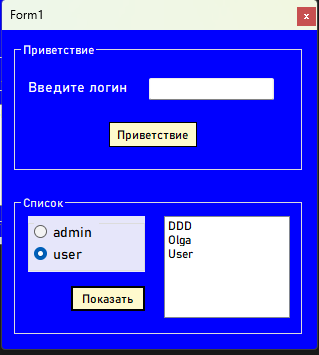 Form1
x
Приветствие
Введите логин
Приветствие
Список
admin
user
Показать
DDD
Olga
User